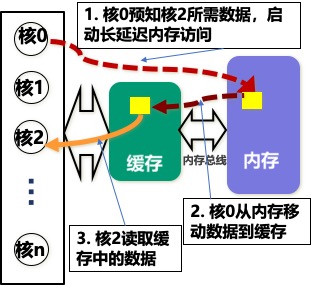 1. 核0预知核2所需数据，启
动长延迟内存访问
核0
核1
核2
核n
缓存
内存总线
内存
2. 核0从内存移
动数据到缓存
3. 核2读取缓
存中的数据